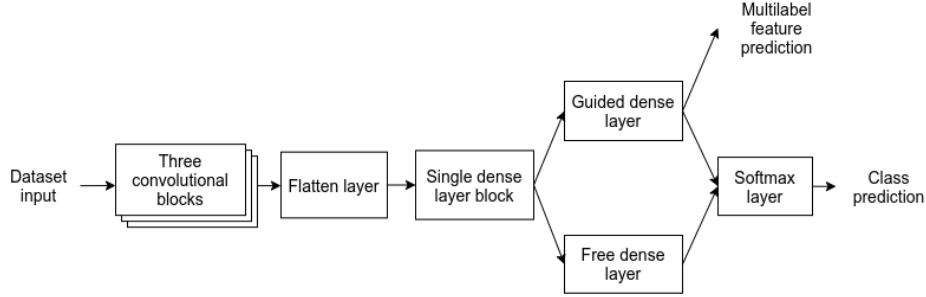 Multilabel
feature
prediction
Guided dense
layer
Dataset
input
Three
convolutional
blocks
Flatten layer
Single dense
layer block
Softmax
layer
Class
prediction
Free dense
layer